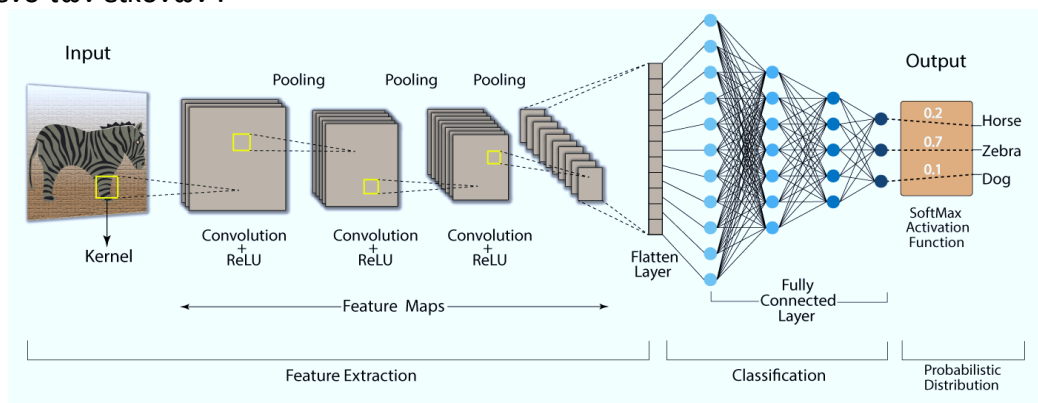 Input
Pooling
Pooling
Pooling
Output
0.2
Horse
0.7
Zebra
0.1
Dog
SoftMax
Activation
Function
Kernel
Convolution
+
ReLU
Convolution
+
ReLU
Convolution
+
ReLU
Flatten
Layer
Fully
Connected
Layer
Feature Maps
Feature Extraction
Classification
Probabilistic
Distribution